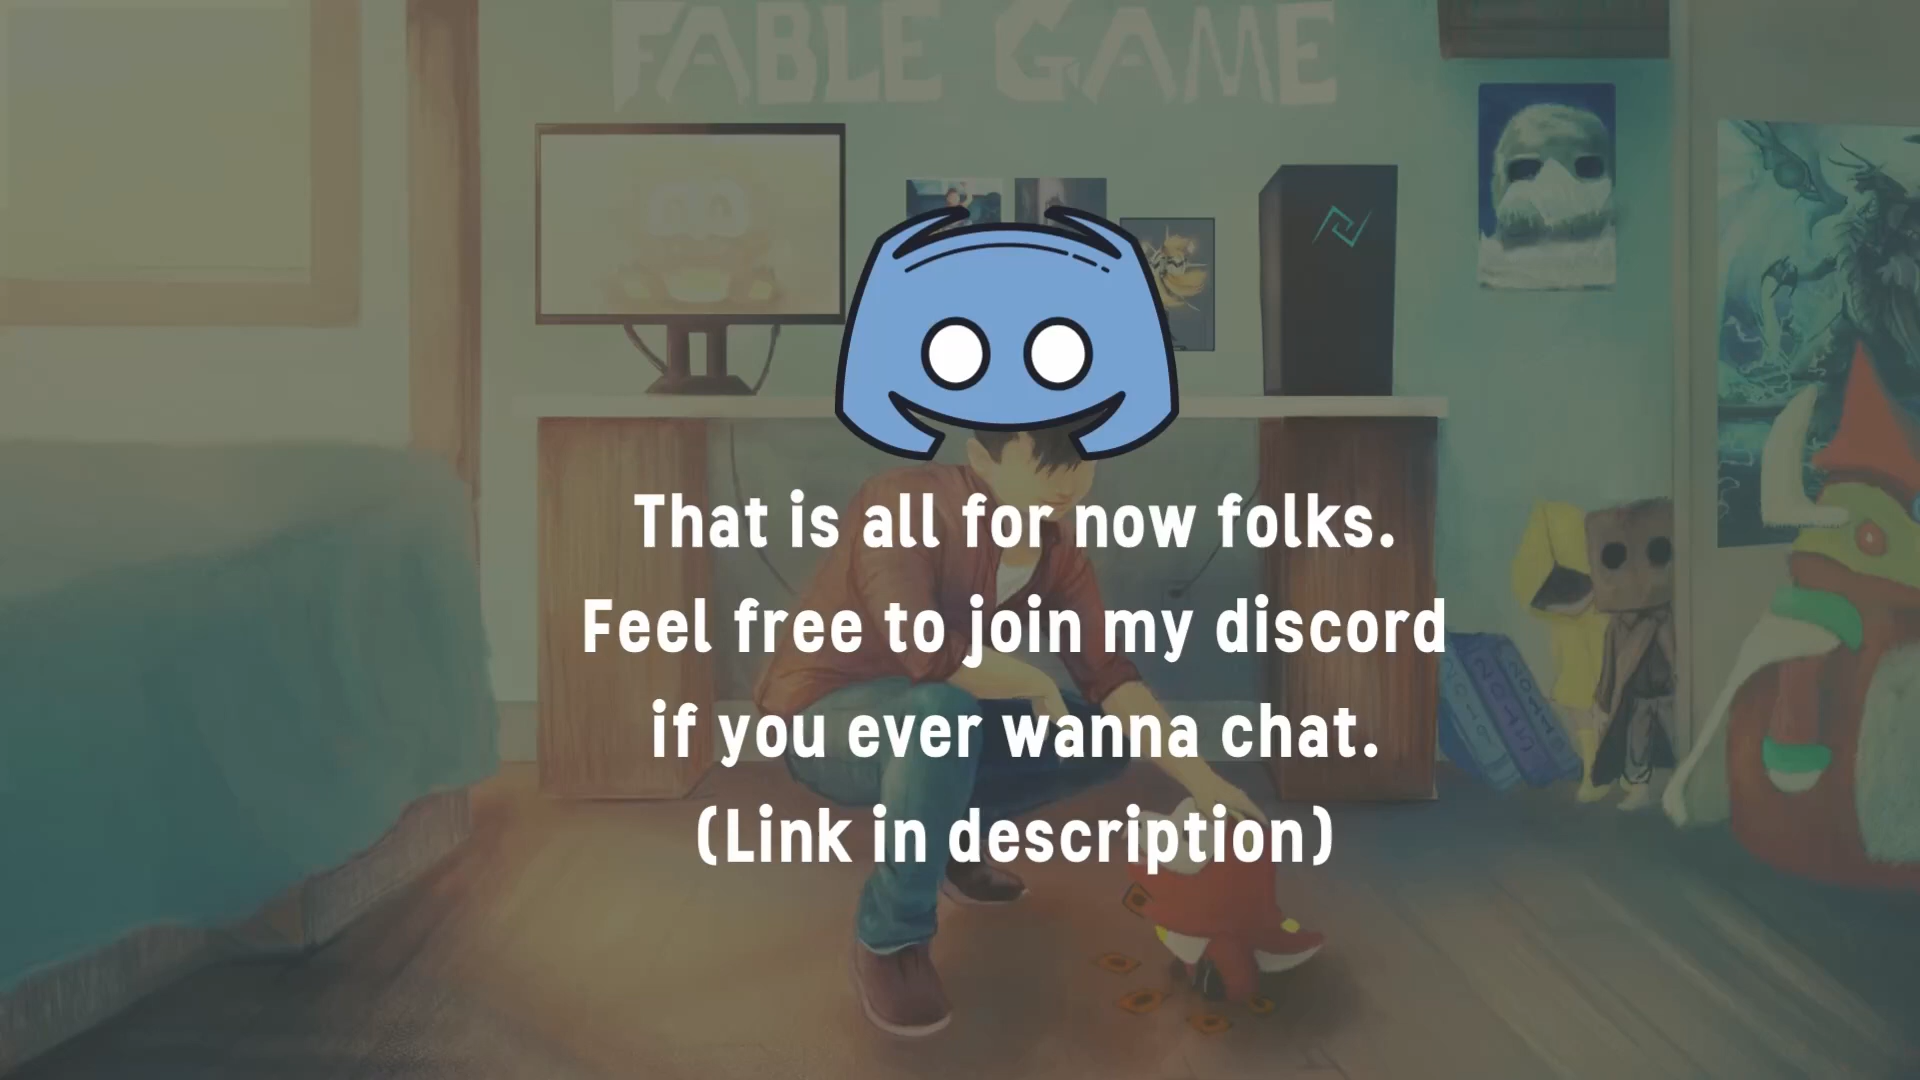 FABLE GAME
That is all for now folks.
Feel free to join my discord
if you ever wanna chat.
(Link in description)